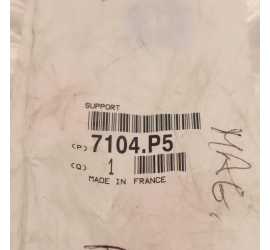 SUPPORT
(P) 7104.P5
(Q) 1
MADE IN FRANCE
MAG,